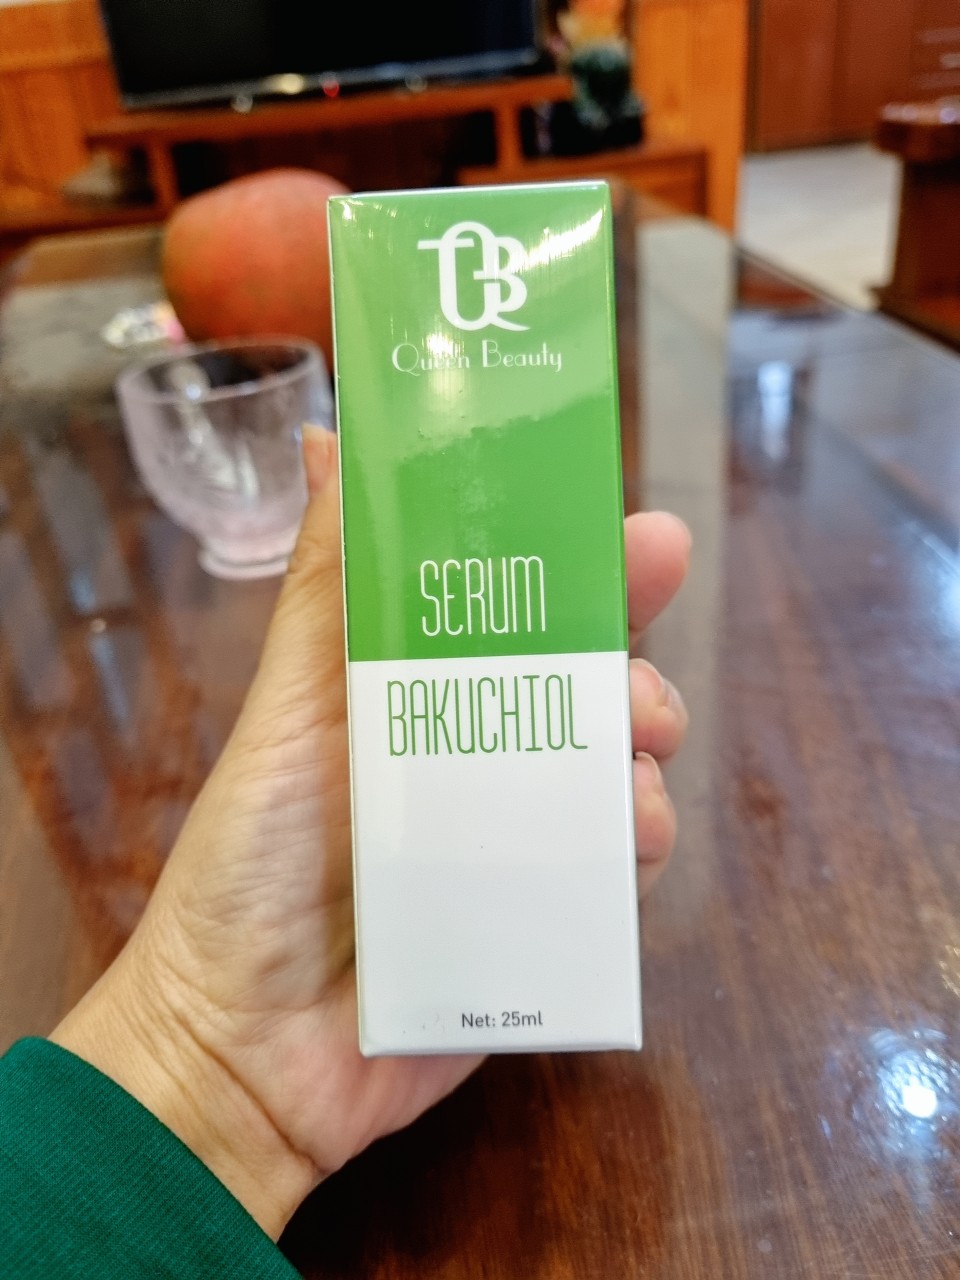 QB
Queen Beauty
SERUM
BAKUCHIOL
Net: 25ml